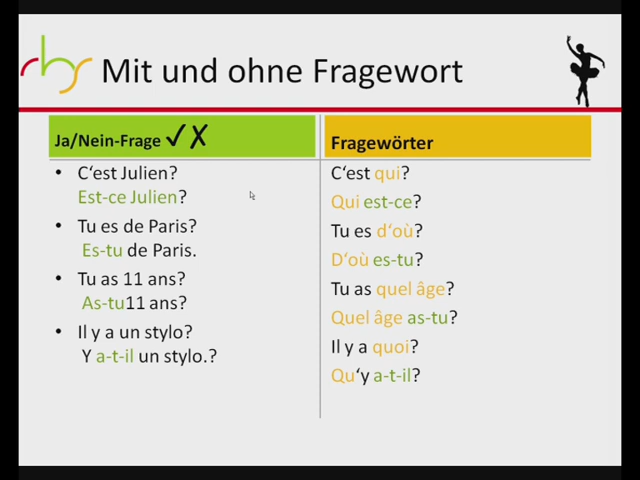 rhs
Mit und ohne Fragewort
Ja/Nein-Frage ✓✗
• C‘est Julien?
Est-ce Julien?
• Tu es de Paris?
Es-tu de Paris.
• Tu as 11 ans?
As-tu11 ans?
• Il y a un stylo?
Y a-t-il un stylo.?
Fragewörter
C'est qui?
Qui est-ce?
Tu es d‘où?
D‘où es-tu?
Tu as quel âge?
Quel âge as-tu?
Il y a quoi?
Qu‘y a-t-il?